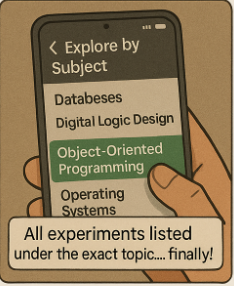 < Explore by
Subject
Databeses
Digital Logic Design
Object-Oriented
Programming
Operating
Systems
All experiments listed
under the exact topic.... finally!